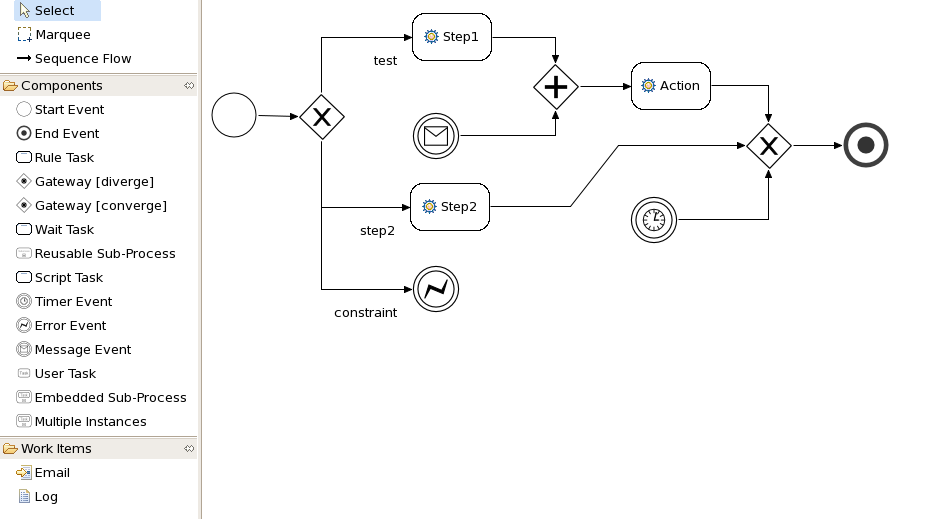 Select
Marquee
Sequence Flow
Components
Start Event
End Event
Rule Task
Gateway [diverge]
Gateway [converge]
Wait Task
Reusable Sub-Process
Script Task
Timer Event
Error Event
Message Event
User Task
Embedded Sub-Process
Multiple Instances
Work Items
Email
Log
Step1
test
Action
Step2
step2
constraint